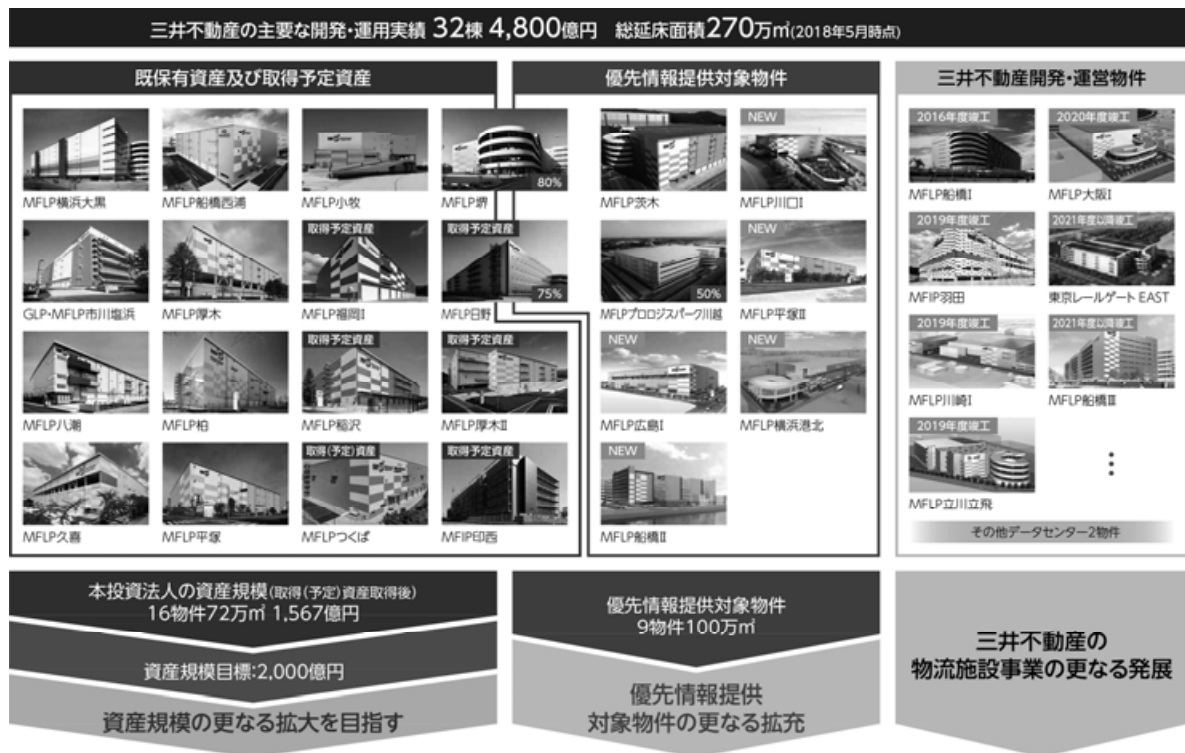 三井不動産の主要な開発・運用実績 32棟 4,800億円 総延床面積270万㎡(2018年5月時点)
既保有資産及び取得予定資産
MFLP横浜大黒
MFLP船橋西浦
MFLP小牧
80%
MFLP堺
GLP・MFLP市川塩浜
MFLP厚木
取得予定資産
MFLP福岡I
取得予定資産
75%
MFLP日野
MFLP八潮
MFLP柏
取得予定資産
MFLP稲沢
取得予定資産
MFLP厚木Ⅱ
MFLP久喜
MFLP平塚
取得(予定)資産
MFLPつくば
取得予定資産
MFIP印西
優先情報提供対象物件
MFLP茨木
NEW
MFLP川口I
50%
MFLPプロロジスパーク川越
NEW
MFLP平塚Ⅱ
NEW
MFLP広島I
NEW
MFLP横浜港北
NEW
MFLP船橋Ⅱ
三井不動産開発・運営物件
2016年度竣工
MFLP船橋I
2020年度竣工
MFLP大阪I
2019年度竣工
MFIP羽田
2021年度以降竣工
東京レールゲート EAST
2019年度竣工
MFLP川崎I
2021年度以降竣工
MFLP船橋Ⅲ
2019年度竣工
MFLP立川立飛
その他データセンター2物件
本投資法人の資産規模(取得(予定)資産取得後)
16物件72万㎡ 1,567億円
資産規模目標:2,000億円
資産規模の更なる拡大を目指す
優先情報提供対象物件
9物件100万㎡
優先情報提供
対象物件の更なる拡充
三井不動産の
物流施設事業の更なる発展